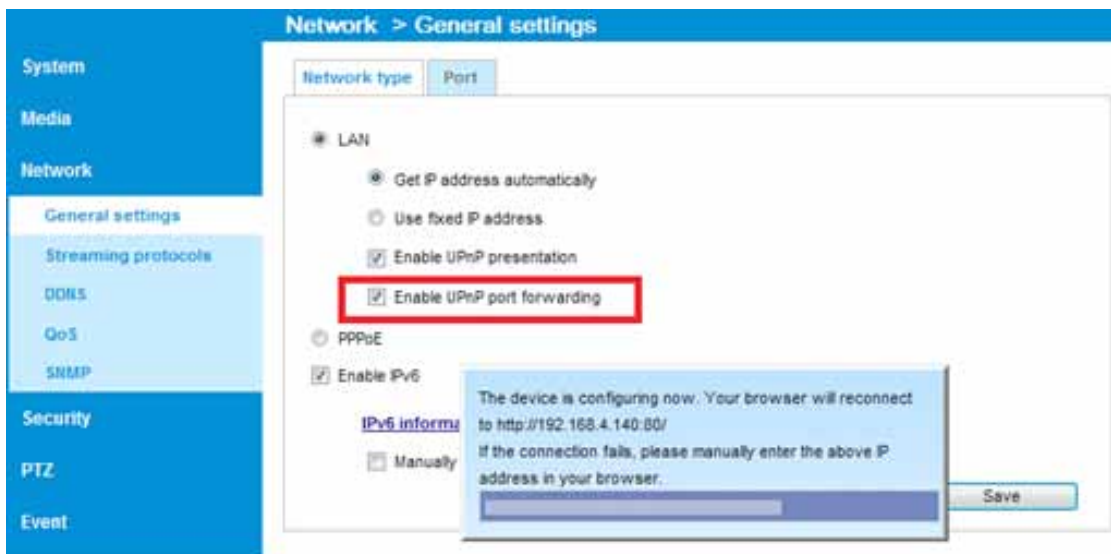 Network > General settings
System
Media
Network
General settings
Streaming protocols
DDNS
QoS
SNMP
Security
PTZ
Event
Network type
Port
LAN
Get IP address automatically
Use fixed IP address
Enable UPnP presentation
Enable UPnP port forwarding
PPPoE
Enable IPv6
IPv6 informa
Manually
The device is configuring now. Your browser will reconnect
to http://192.168.4.140:80/
If the connection fails, please manually enter the above IP
address in your browser.
Save